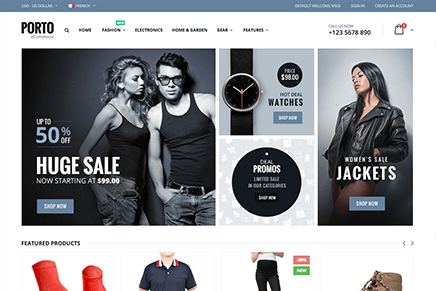 USD - US DOLLAR FRENCH DEFAULT WELCOME MSG! SIGN IN CREATE AN ACCOUNT
PORTO
eCommerce
HOME FASHION ELECTRONICS HOME & GARDEN GEAR FEATURES
CALL US NOW
+123 5678 890
UP TO
50% OFF
HUGE SALE
NOW STARTING AT $99.00
SHOP NOW
PRICE
$98.00
HOT DEAL
WATCHES
SHOP NOW
DEAL
PROMOS
LIMITED SALE
IN OUR CATEGORIES
SHOP NOW
WOMEN'S SALE
JACKETS
SHOP NOW
FEATURED PRODUCTS
NEW